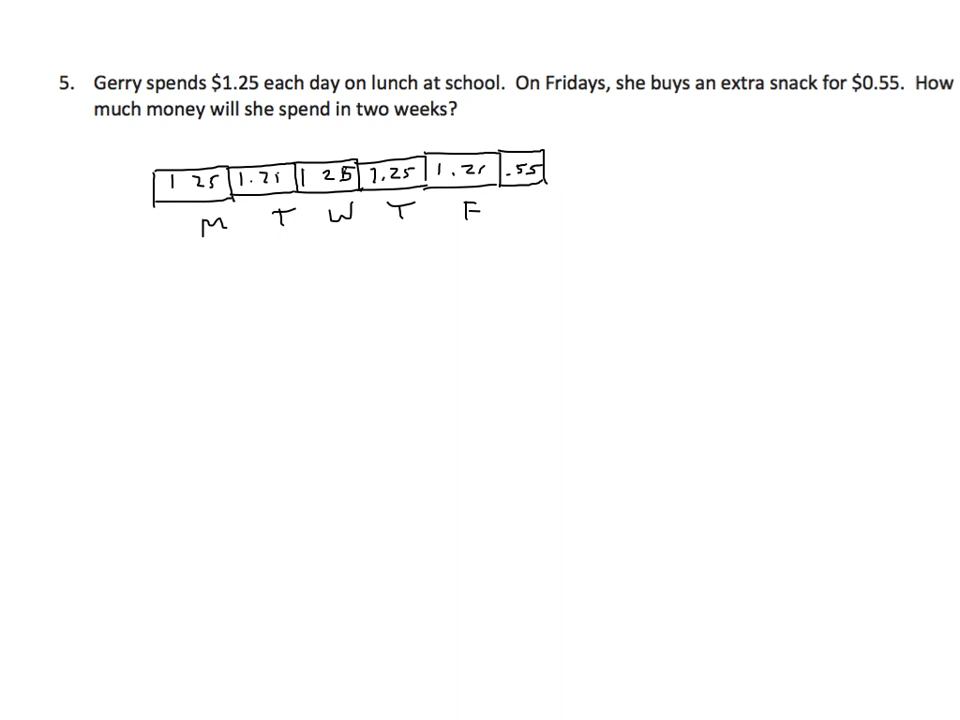 5. Gerry spends $1.25 each day on lunch at school. On Fridays, she buys an extra snack for $0.55. How
much money will she spend in two weeks?
1 25 1.25 1 25 1.25 1.25 .55
M T W T F